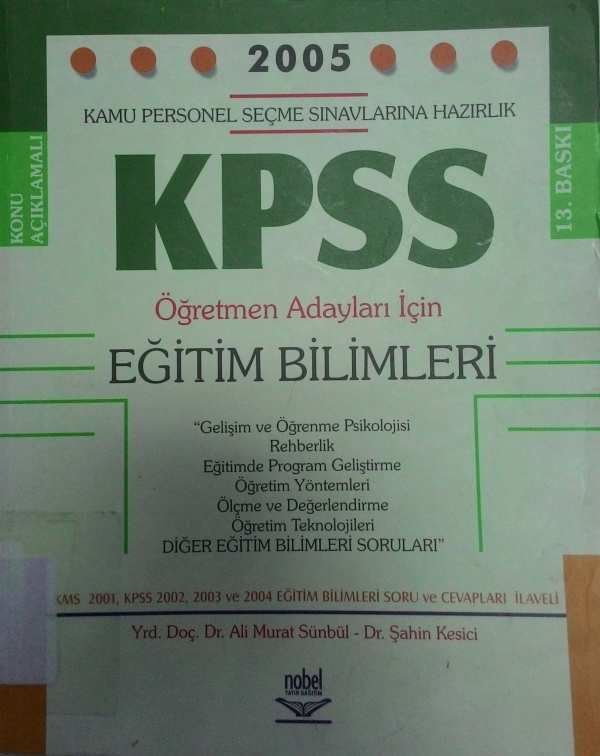 2005
KAMU PERSONEL SEÇME SINAVLARINA HAZIRLIK
KONU
AÇIKLAMALI
13. BASKI
KPSS
Öğretmen Adayları İçin
EĞİTİM BİLİMLERİ
“Gelişim ve Öğrenme Psikolojisi
Rehberlik
Eğitimde Program Geliştirme
Öğretim Yöntemleri
Ölçme ve Değerlendirme
Öğretim Teknolojileri
DİĞER EĞİTİM BİLİMLERİ SORULARI”
KMS 2001, KPSS 2002, 2003 ve 2004 EĞİTİM BİLİMLERİ SORU ve CEVAPLARI İLAVELİ
Yrd. Doç. Dr. Ali Murat Sünbül - Dr. Şahin Kesici
nobel
YAYIN DAĞITIM